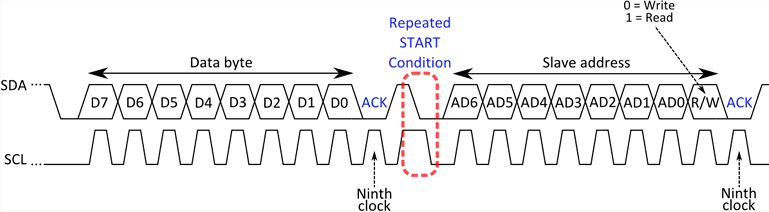 0 = Write
1 = Read
Repeated
START
Condition
Data byte
Slave address
SDA ...
D7 D6 D5 D4 D3 D2 D1 D0 ACK AD6 AD5 AD4 AD3 AD2 AD1 AD0 R/W ACK
SCL ...
Ninth
clock
Ninth
clock